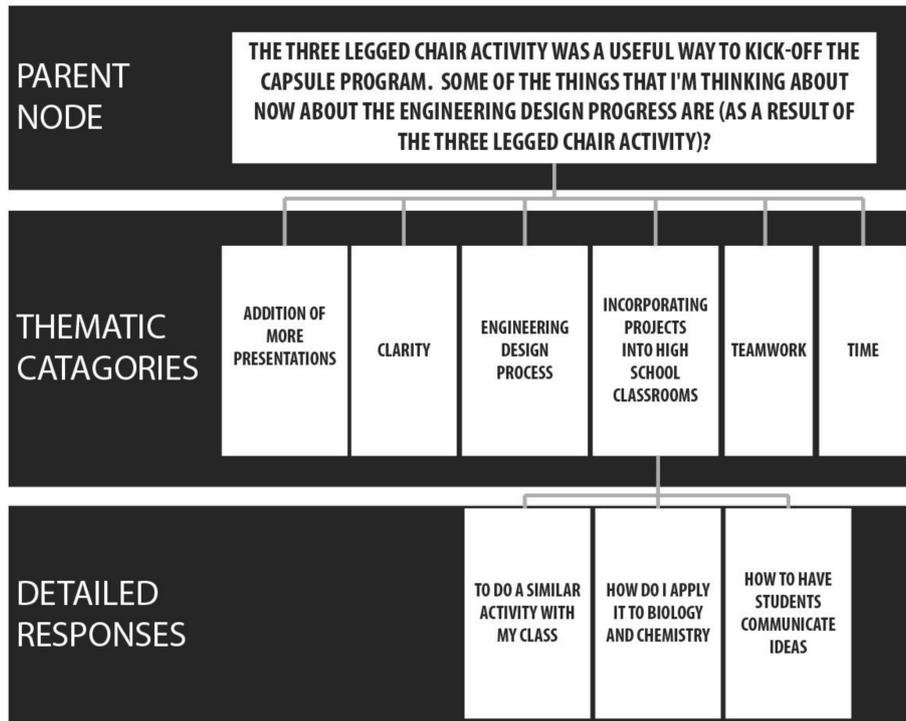 PARENT
NODE
THE THREE LEGGED CHAIR ACTIVITY WAS A USEFUL WAY TO KICK-OFF THE
CAPSULE PROGRAM. SOME OF THE THINGS THAT I'M THINKING ABOUT
NOW ABOUT THE ENGINEERING DESIGN PROGRESS ARE (AS A RESULT OF
THE THREE LEGGED CHAIR ACTIVITY)?
THEMATIC
CATAGORIES
ADDITION OF
MORE
PRESENTATIONS
CLARITY
ENGINEERING
DESIGN
PROCESS
INCORPORATING
PROJECTS
INTO HIGH
SCHOOL
CLASSROOMS
TEAMWORK
TIME
DETAILED
RESPONSES
TO DO A SIMILAR
ACTIVITY WITH
MY CLASS
HOW DO I APPLY
IT TO BIOLOGY
AND CHEMISTRY
HOW TO HAVE
STUDENTS
COMMUNICATE
IDEAS